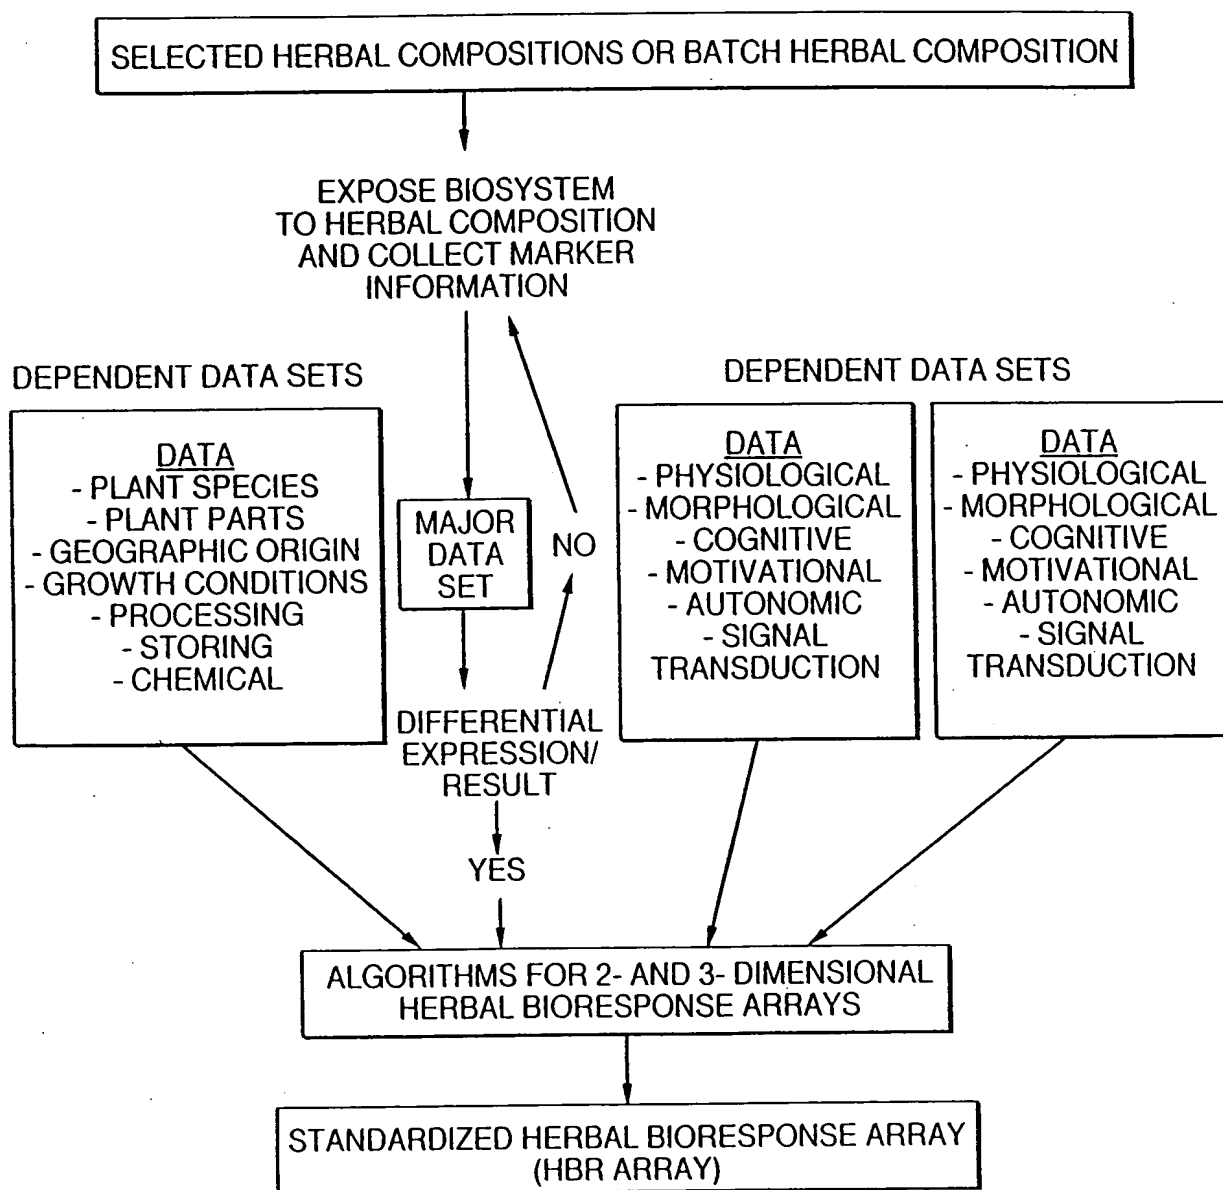 SELECTED HERBAL COMPOSITIONS OR BATCH HERBAL COMPOSITION
EXPOSE BIOSYSTEM
TO HERBAL COMPOSITION
AND COLLECT MARKER
INFORMATION
DEPENDENT DATA SETS
DATA
- PLANT SPECIES
- PLANT PARTS
- GEOGRAPHIC ORIGIN
- GROWTH CONDITIONS
- PROCESSING
- STORING
- CHEMICAL
MAJOR
DATA
SET
NO
DIFFERENTIAL
EXPRESSION/
RESULT
YES
DEPENDENT DATA SETS
DATA
- PHYSIOLOGICAL
- MORPHOLOGICAL
- COGNITIVE
- MOTIVATIONAL
- AUTONOMIC
- SIGNAL
TRANSDUCTION
DATA
- PHYSIOLOGICAL
- MORPHOLOGICAL
- COGNITIVE
- MOTIVATIONAL
- AUTONOMIC
- SIGNAL
TRANSDUCTION
ALGORITHMS FOR 2- AND 3- DIMENSIONAL
HERBAL BIORESPONSE ARRAYS
STANDARDIZED HERBAL BIORESPONSE ARRAY
(HBR ARRAY)